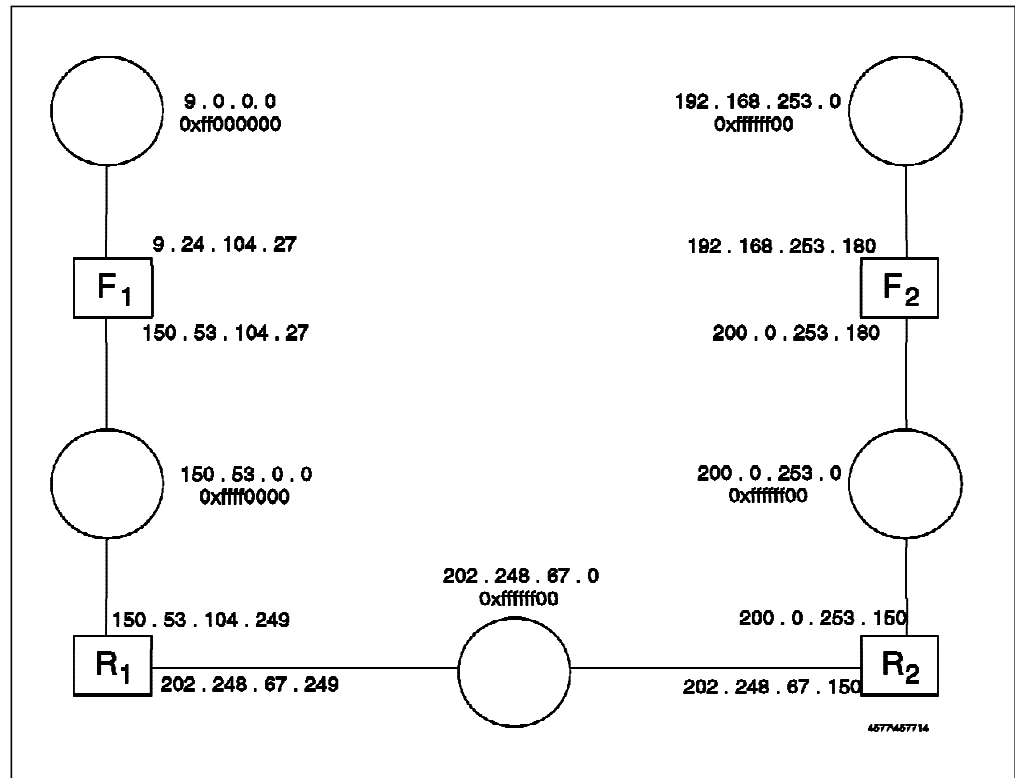 9 . 0 . 0 . 0
0xff000000
192 . 168 . 253 . 0
0xffffff00
9 . 24 . 104 . 27
192 . 168 . 253 . 180
F1
F2
150 . 53 . 104 . 27
200 . 0 . 253 . 180
150 . 53 . 0 . 0
0xffff0000
200 . 0 . 253 . 0
0xffffff00
202 . 248 . 67 . 0
0xffffff00
150 . 53 . 104 . 249
200 . 0 . 253 . 150
R1
R2
202 . 248 . 67 . 249
202 . 248 . 67 . 150
4577\457714